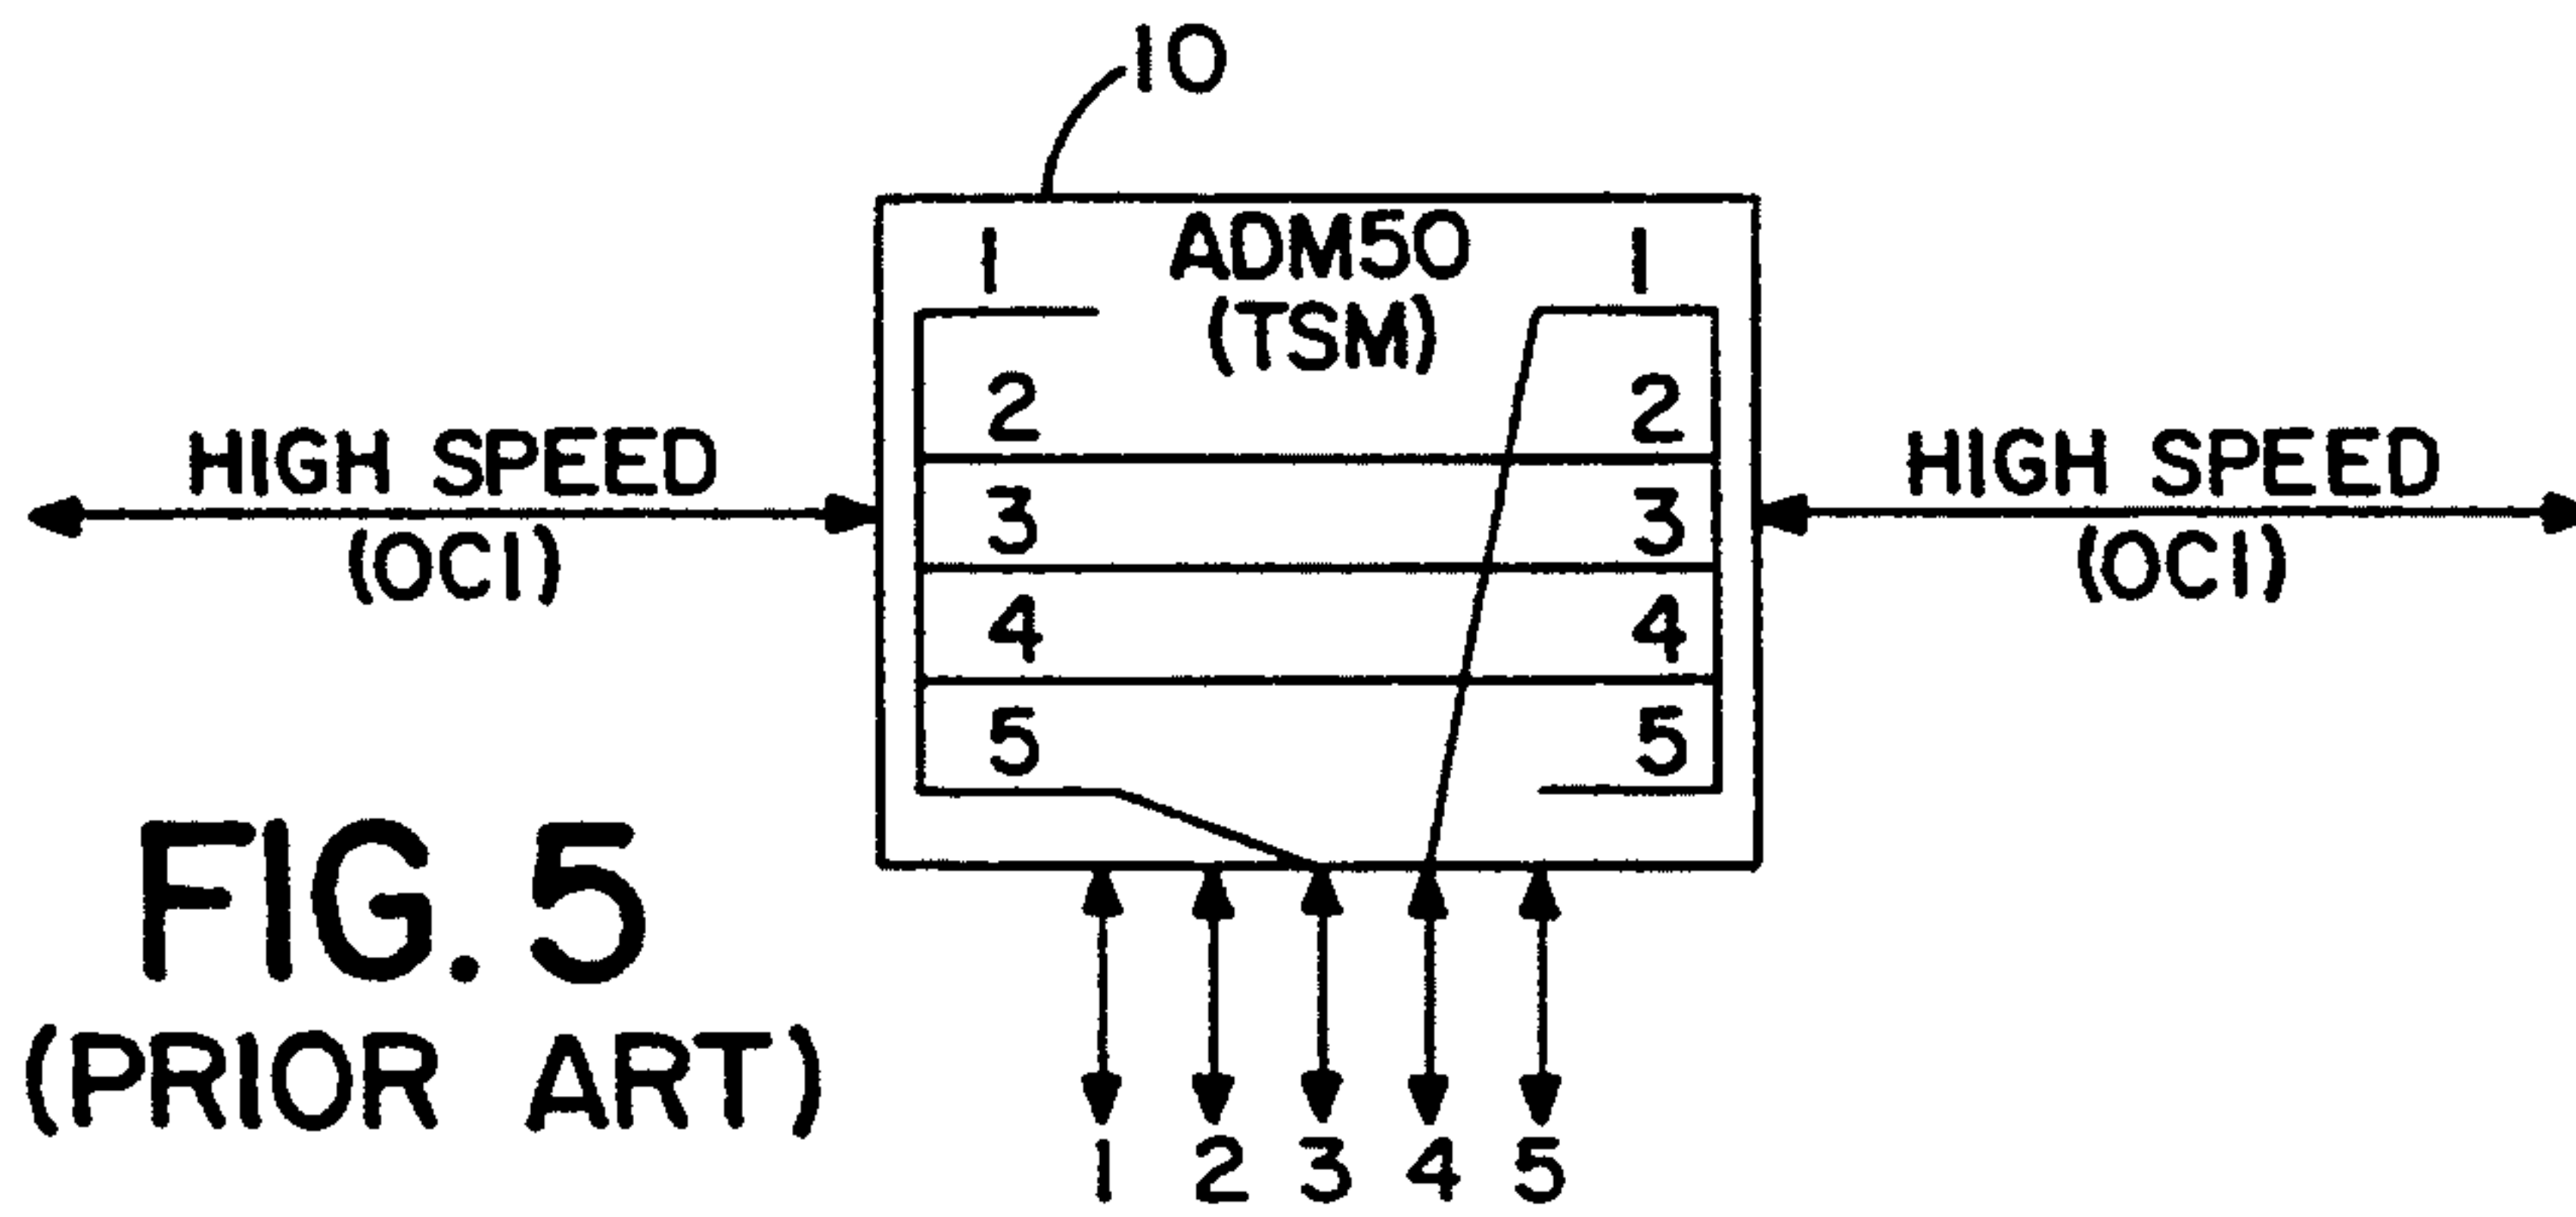 10
1 ADM50 1
(TSM)
2 2
HIGH SPEED HIGH SPEED
3 3
(OC1) (OC1)
4 4
5 5
FIG. 5
(PRIOR ART)
1 2 3 4 5